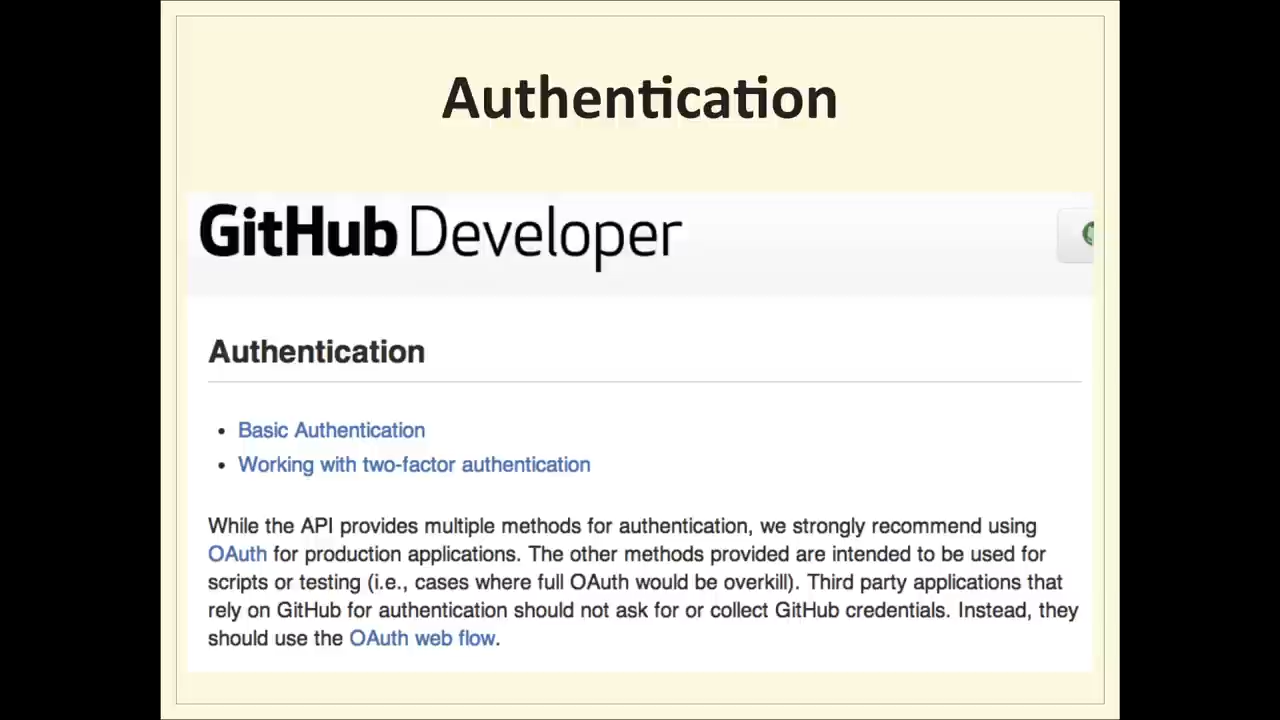 Authentication
GitHub Developer
Authentication
• Basic Authentication
• Working with two-factor authentication
While the API provides multiple methods for authentication, we strongly recommend using
OAuth for production applications. The other methods provided are intended to be used for
scripts or testing (i.e., cases where full OAuth would be overkill). Third party applications that
rely on GitHub for authentication should not ask for or collect GitHub credentials. Instead, they
should use the OAuth web flow.